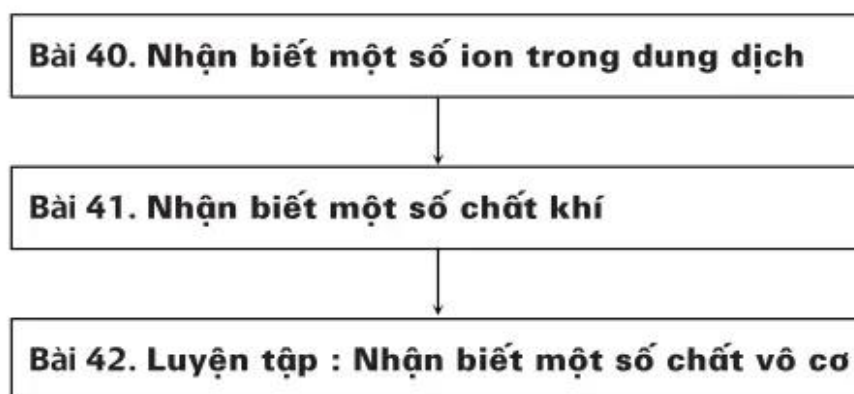 Bài 40. Nhận biết một số ion trong dung dịch
Bài 41. Nhận biết một số chất khí
Bài 42. Luyện tập : Nhận biết một số chất vô cơ